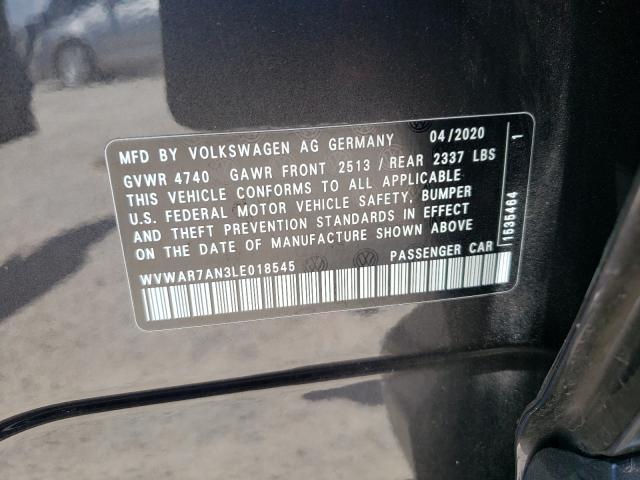 MFD BY VOLKSWAGEN AG GERMANY 04/2020
GVWR 4740 GAWR FRONT 2513 / REAR 2337 LBS
THIS VEHICLE CONFORMS TO ALL APPLICABLE
U.S. FEDERAL MOTOR VEHICLE SAFETY, BUMPER
AND THEFT PREVENTION STANDARDS IN EFFECT
ON THE DATE OF MANUFACTURE SHOWN ABOVE
WVWAR7AN3LE018545 PASSENGER CAR
1535464 1